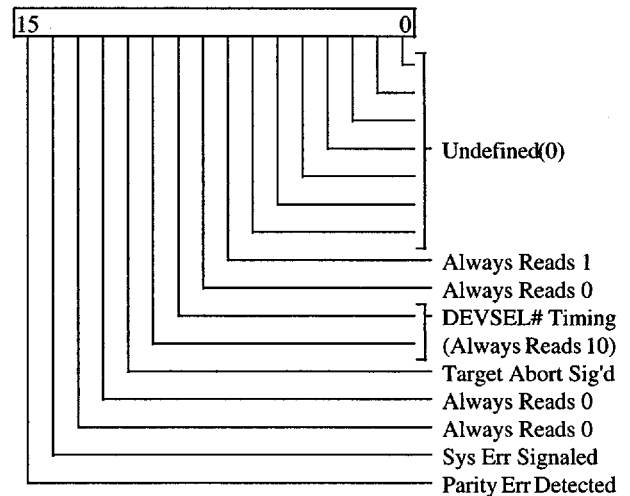 15 0
Undefined(0)
Always Reads 1
Always Reads 0
DEVSEL# Timing
(Always Reads 10)
Target Abort Sig'd
Always Reads 0
Always Reads 0
Sys Err Signaled
Parity Err Detected